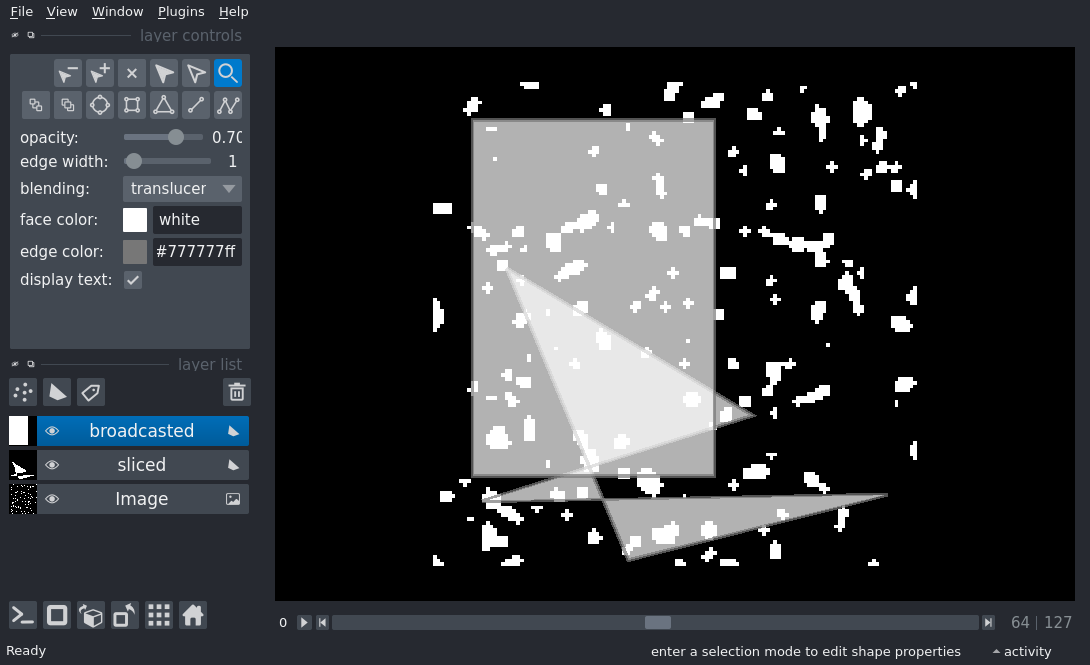 File View Window Plugins Help
layer controls
opacity: 0.70
edge width: 1
blending: translucer
face color: white
edge color: #777777ff
display text:
layer list
broadcasted
sliced
Image
0 64 | 127
Ready enter a selection mode to edit shape properties activity